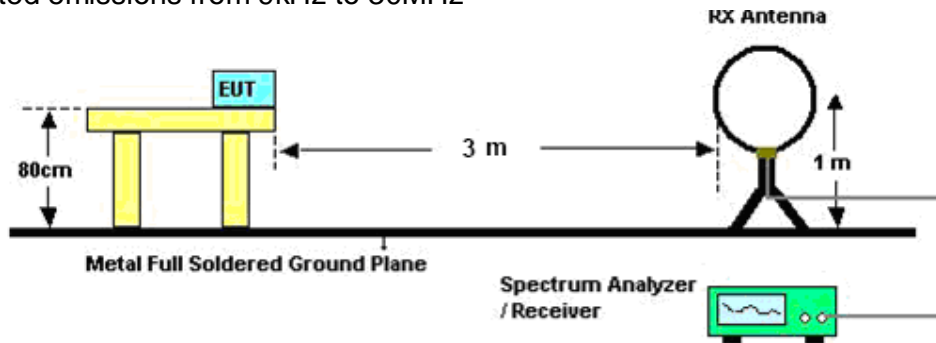 ted emissions from 9kHz to 30MHz
RX Antenna
EUT
3 m
80cm
1 m
Metal Full Soldered Ground Plane
Spectrum Analyzer
/ Receiver